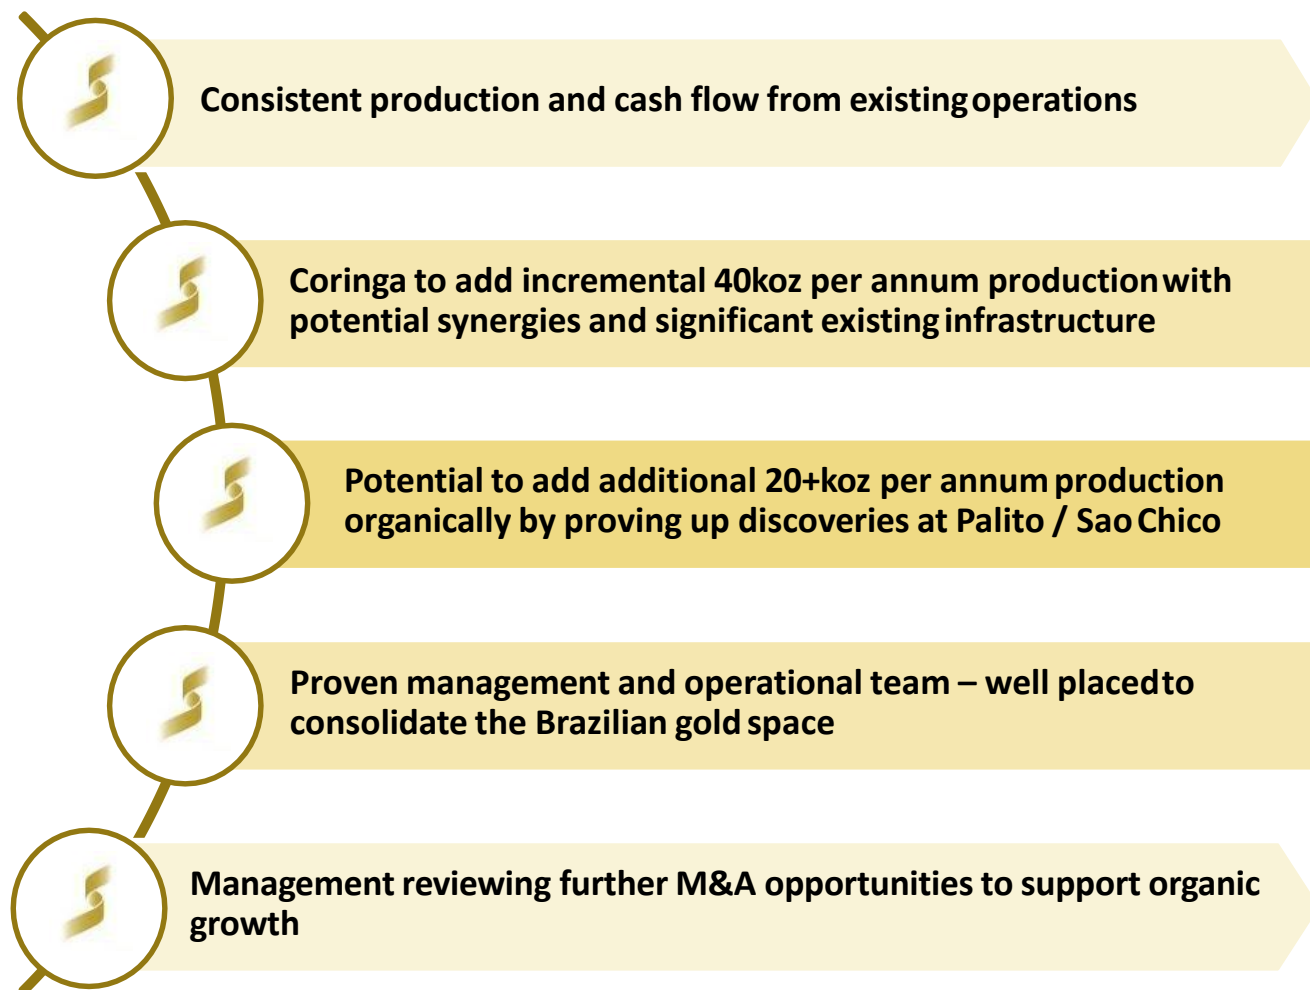 Consistent production and cash flow from existing operations
Coringa to add incremental 40koz per annum production with
potential synergies and significant existing infrastructure
Potential to add additional 20+koz per annum production
organically by proving up discoveries at Palito / Sao Chico
Proven management and operational team – well placed to
consolidate the Brazilian gold space
Management reviewing further M&A opportunities to support organic
growth